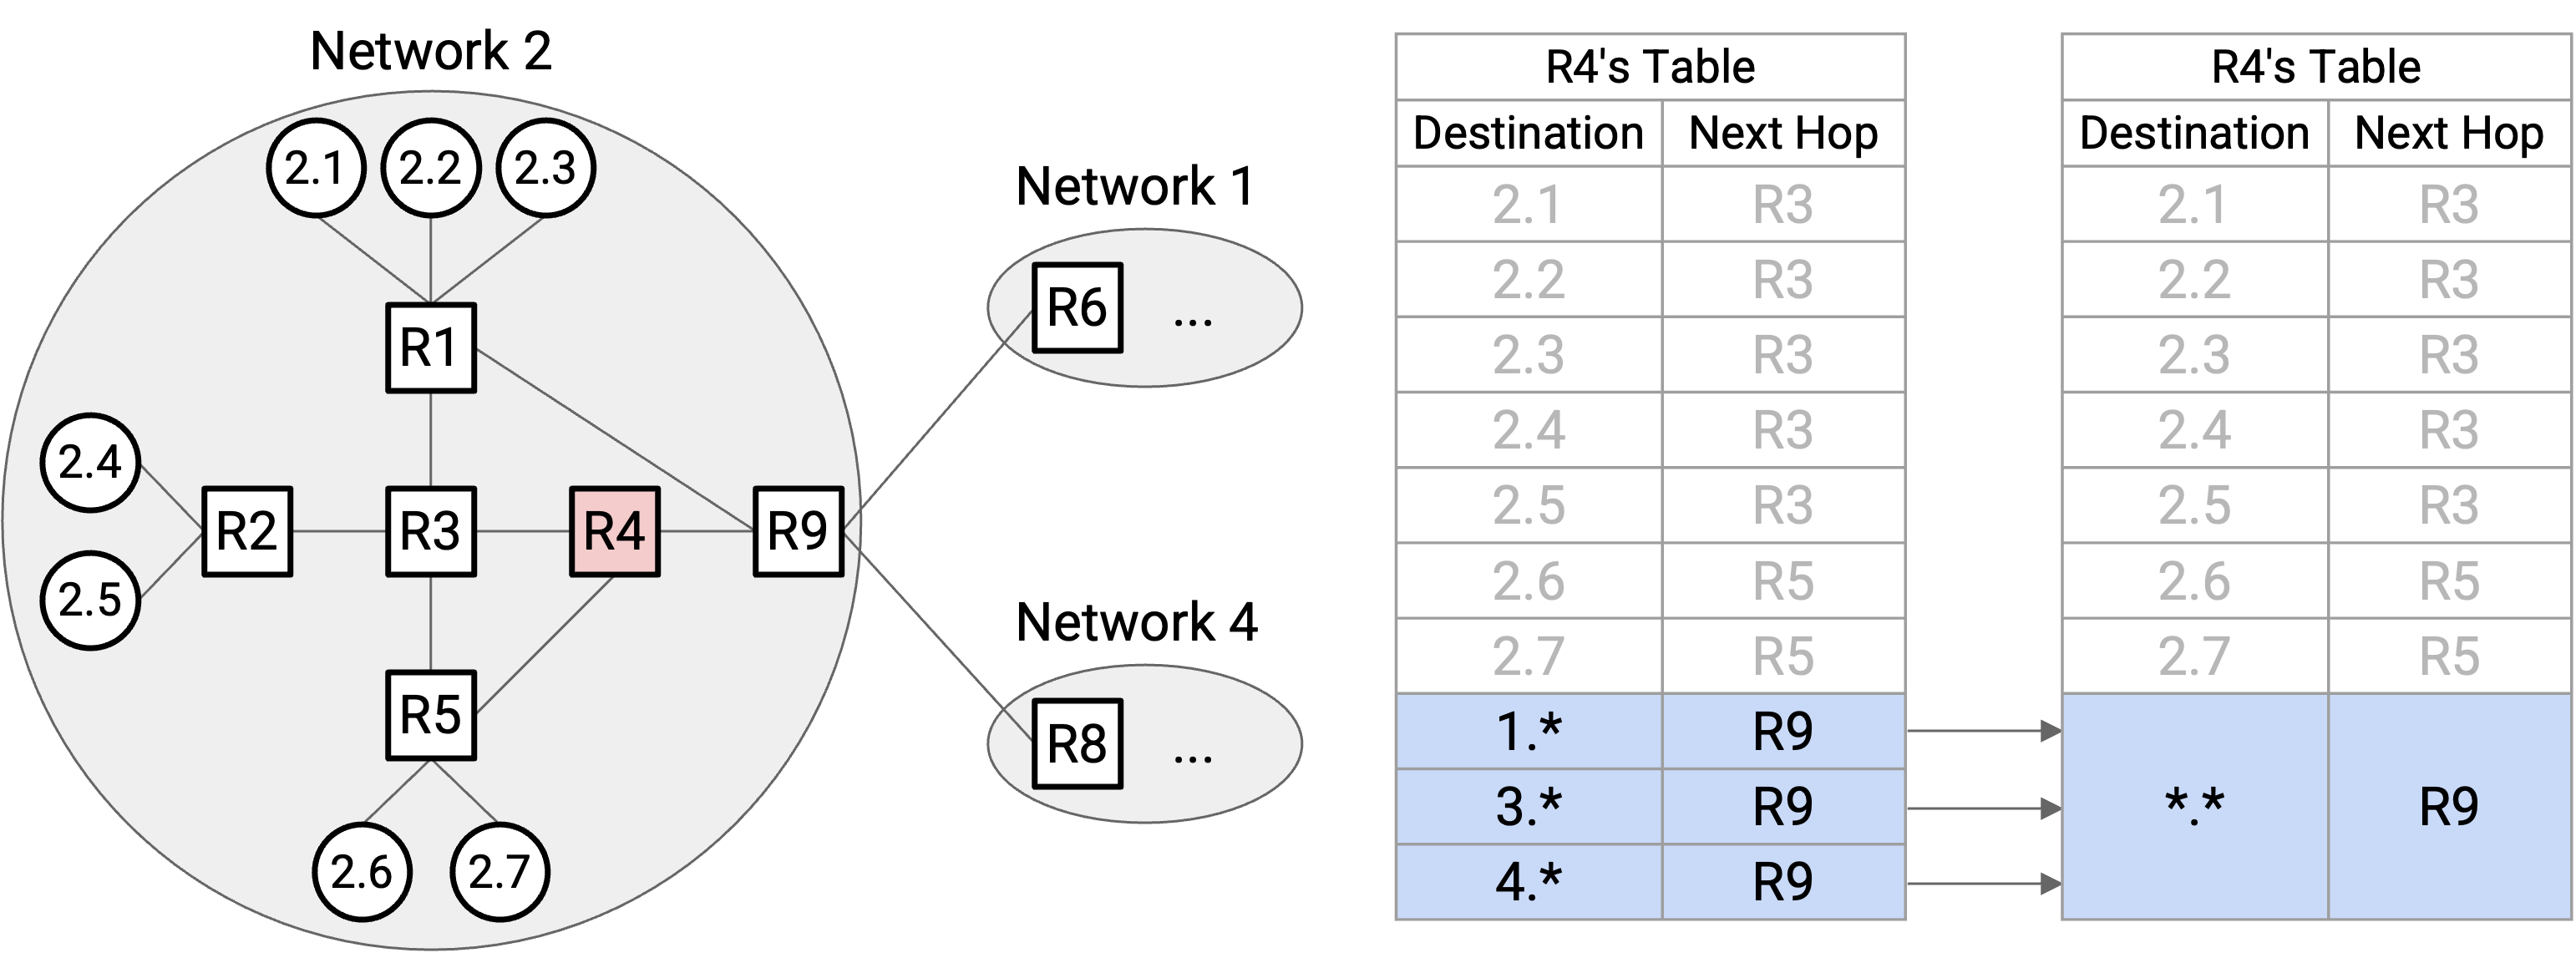 Network 2
2.1 2.2 2.3
R1
2.4
2.5
R2 R3 R4 R9
R5
2.6 2.7
Network 1
R6 ...
Network 4
R8 ...
R4's Table
Destination Next Hop
2.1 R3
2.2 R3
2.3 R3
2.4 R3
2.5 R3
2.6 R5
2.7 R5
1.* R9
3.* R9
4.* R9
R4's Table
Destination Next Hop
2.1 R3
2.2 R3
2.3 R3
2.4 R3
2.5 R3
2.6 R5
2.7 R5
*.* R9